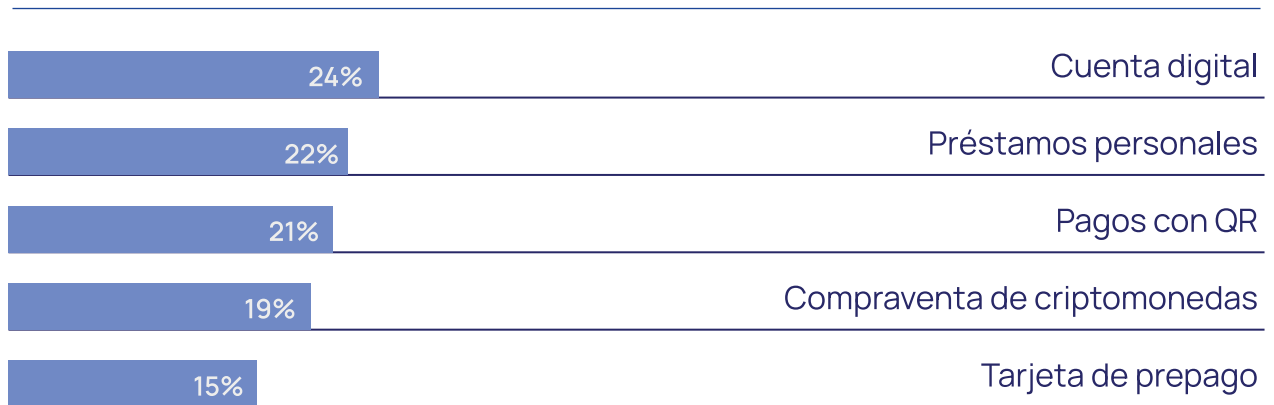 24% Cuenta digital
22% Préstamos personales
21% Pagos con QR
19% Compraventa de criptomonedas
15% Tarjeta de prepago